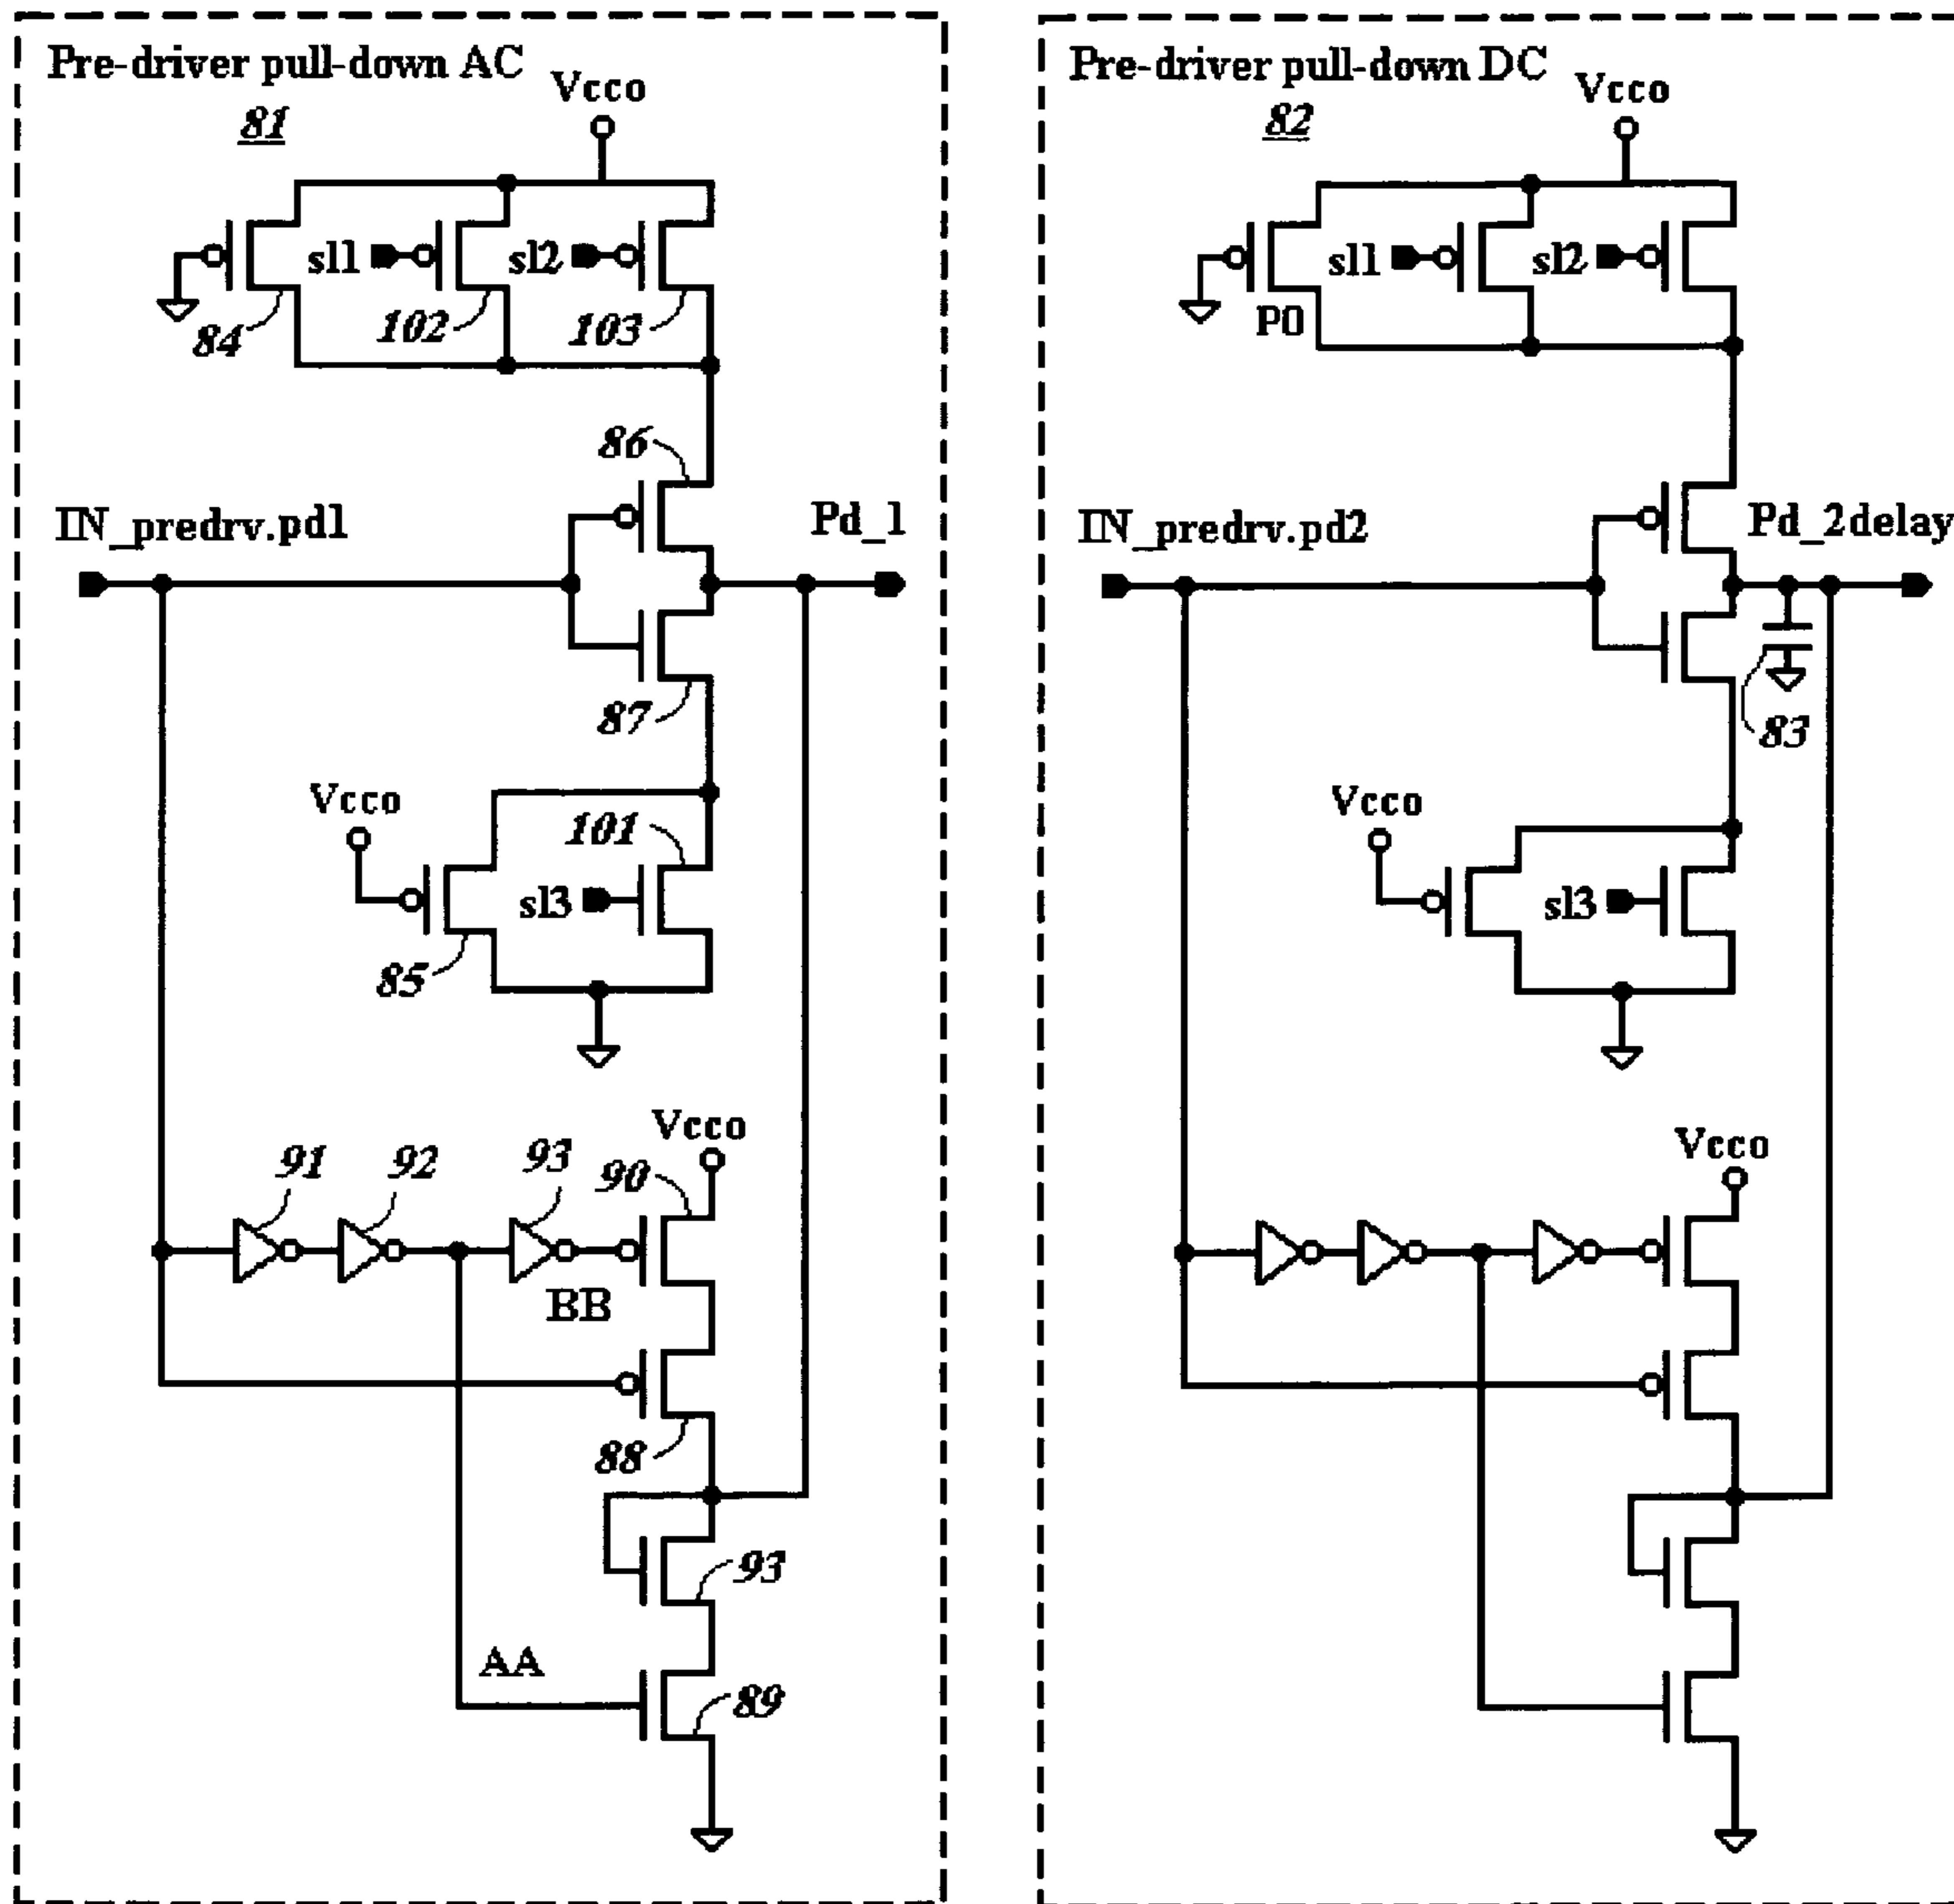 Pre-driver pull-down AC
81
Vcco
sl1
sl2
84
102
103
86
IN_predrv.pd1
Pd_1
87
Vcco
101
sl3
85
Vcco
91
92
93
90
BB
88
93
AA
89
Pre-driver pull-down DC
82
Vcco
sl1
sl2
P0
IN_predrv.pd2
Pd_2delay
83
Vcco
sl3
Vcco